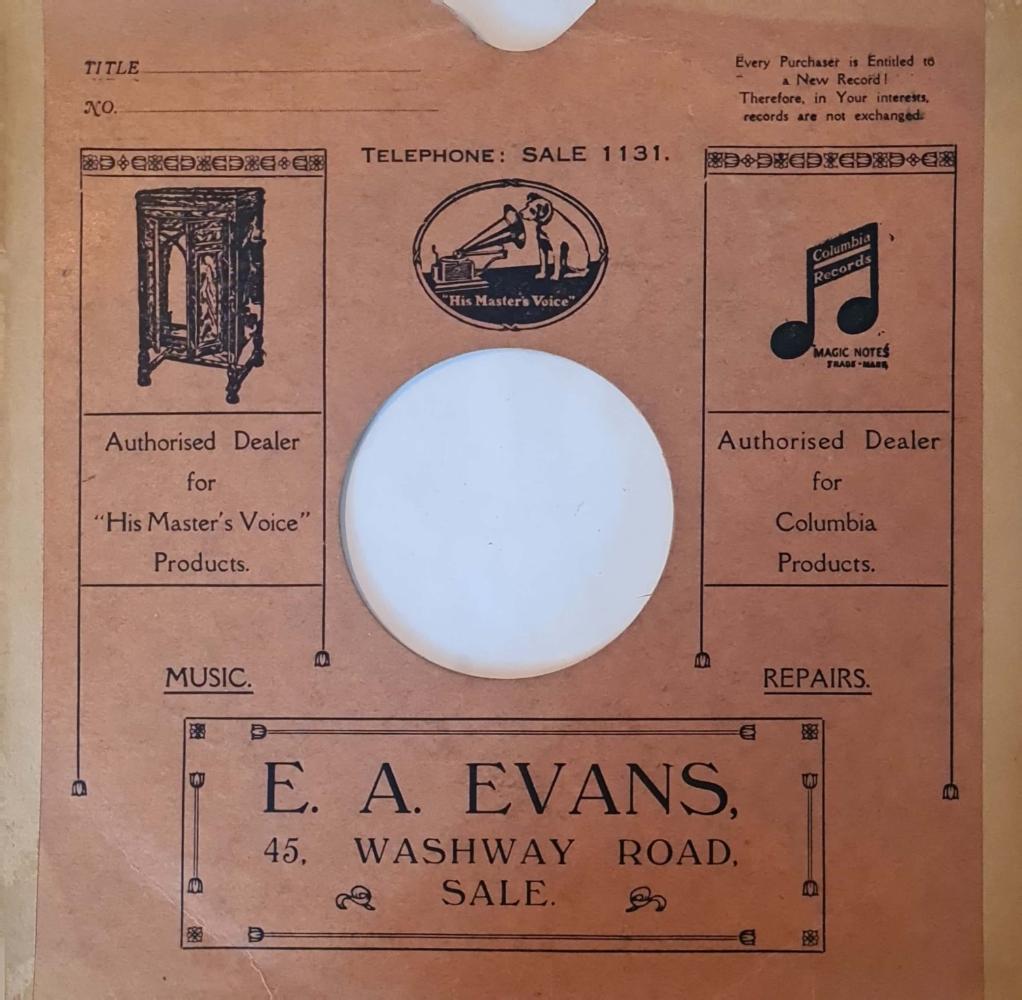 TITLE
NO.
Every Purchaser is Entitled to
a New Record!
Therefore, in Your interests,
records are not exchanged.
TELEPHONE: SALE 1131.
"His Master's Voice"
Columbia
Records
MAGIC NOTES
TRADE-MARK
Authorised Dealer
for
"His Master's Voice"
Products.
Authorised Dealer
for
Columbia
Products.
MUSIC.
REPAIRS.
E. A. EVANS,
45, WASHWAY ROAD,
SALE.